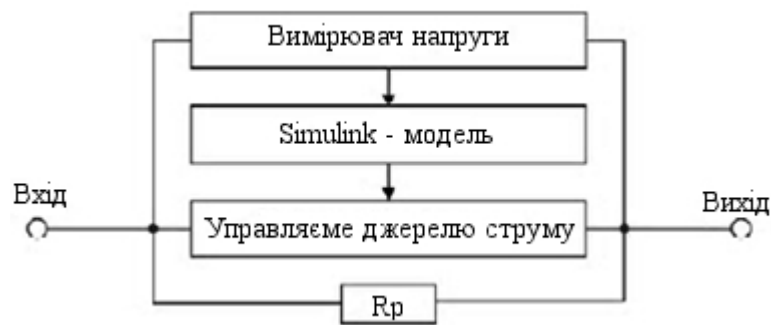 Вимірювач напруги
Simulink - модель
Вхід
Управляєме джерелю струму
Вихід
Rp